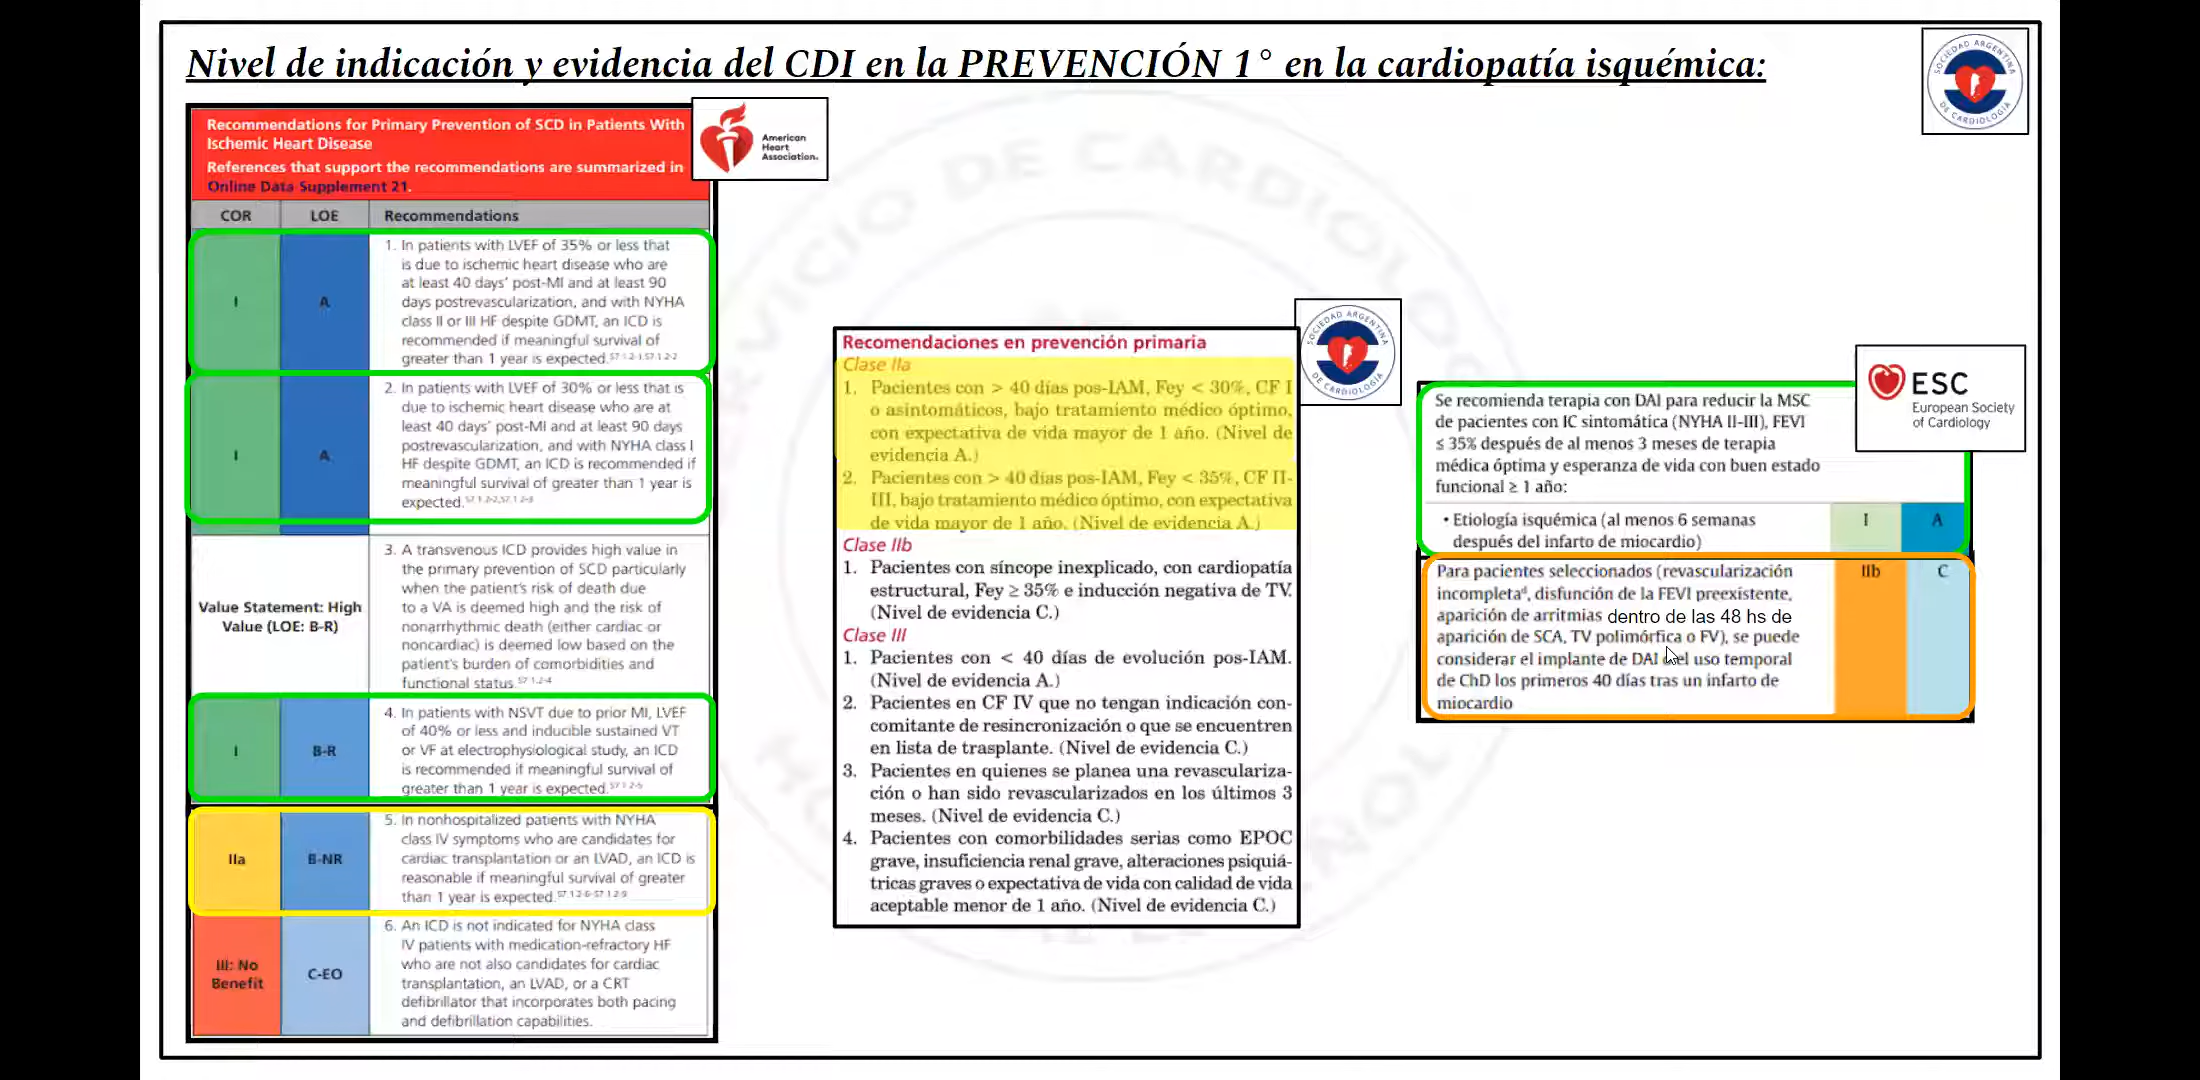 Nivel de indicación y evidencia del CDI en la PREVENCIÓN 1° en la cardiopatía isquémica:
SOCIEDAD ARGENTINA
DE CARDIOLOGÍA
Recommendations for Primary Prevention of SCD in Patients With
Ischemic Heart Disease
References that support the recommendations are summarized in
Online Data Supplement 21.
American
Heart
Association.
COR LOE Recommendations
I A
1. In patients with LVEF of 35% or less that
is due to ischemic heart disease who are
at least 40 days' post-MI and at least 90
days postrevascularization, and with NYHA
class II or III HF despite GDMT, an ICD is
recommended if meaningful survival of
greater than 1 year is expected.
I A
2. In patients with LVEF of 30% or less that is
due to ischemic heart disease who are at
least 40 days' post-MI and at least 90 days
postrevascularization, and with NYHA class I
HF despite GDMT, an ICD is recommended if
meaningful survival of greater than 1 year is
expected.
Value Statement: High
Value (LOE: B-R)
3. A transvenous ICD provides high value in
the primary prevention of SCD particularly
when the patient's risk of death due
to a VA is deemed high and the risk of
nonarrhythmic death (either cardiac or
noncardiac) is deemed low based on the
patient's burden of comorbidities and
functional status.
I B-R
4. In patients with NSVT due to prior MI, LVEF
of 40% or less and inducible sustained VT
or VF at electrophysiological study, an ICD
is recommended if meaningful survival of
greater than 1 year is expected.
IIa B-NR
5. In nonhospitalized patients with NYHA
class IV symptoms who are candidates for
cardiac transplantation or an LVAD, an ICD is
reasonable if meaningful survival of greater
than 1 year is expected.
III: No
Benefit
C-EO
6. An ICD is not indicated for NYHA class
IV patients with medication-refractory HF
who are not also candidates for cardiac
transplantation, an LVAD, or a CRT
defibrillator that incorporates both pacing
and defibrillation capabilities.
SOCIEDAD ARGENTINA
DE CARDIOLOGÍA
Recomendaciones en prevención primaria
Clase IIa
1. Pacientes con > 40 días pos-IAM, Fey < 30%, CF I
o asintomáticos, bajo tratamiento médico óptimo,
con expectativa de vida mayor de 1 año. (Nivel de
evidencia A.)
2. Pacientes con > 40 días pos-IAM, Fey < 35%, CF II-
III, bajo tratamiento médico óptimo, con expectativa
de vida mayor de 1 año. (Nivel de evidencia A.)
Clase IIb
1. Pacientes con síncope inexplicado, con cardiopatía
estructural, Fey ≥ 35% e inducción negativa de TV.
(Nivel de evidencia C.)
Clase III
1. Pacientes con < 40 días de evolución pos-IAM.
(Nivel de evidencia A.)
2. Pacientes en CF IV que no tengan indicación con-
comitante de resincronización o que se encuentren
en lista de trasplante. (Nivel de evidencia C.)
3. Pacientes en quienes se planea una revasculariza-
ción o han sido revascularizados en los últimos 3
meses. (Nivel de evidencia C.)
4. Pacientes con comorbilidades serias como EPOC
grave, insuficiencia renal grave, alteraciones psiquiá-
tricas graves o expectativa de vida con calidad de vida
aceptable menor de 1 año. (Nivel de evidencia C.)
ESC
European Society
of Cardiology
Se recomienda terapia con DAI para reducir la MSC
de pacientes con IC sintomática (NYHA II-III), FEVI
≤ 35% después de al menos 3 meses de terapia
médica óptima y esperanza de vida con buen estado
funcional ≥ 1 año:
• Etiología isquémica (al menos 6 semanas
después del infarto de miocardio)
I A
Para pacientes seleccionados (revascularización
incompletaᵈ, disfunción de la FEVI preexistente,
aparición de arritmias dentro de las 48 hs de
aparición de SCA, TV polimórfica o FV), se puede
considerar el implante de DAI o el uso temporal
de ChD los primeros 40 días tras un infarto de
miocardio
IIb C